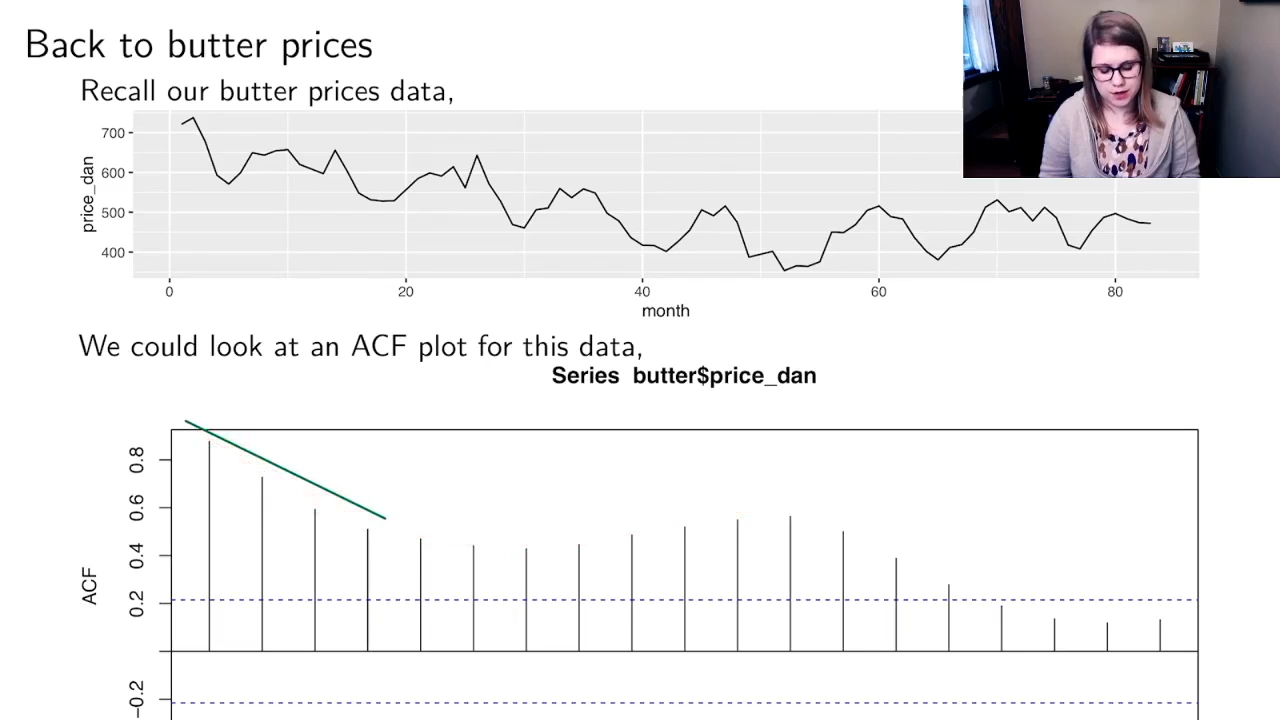 Back to butter prices
Recall our butter prices data,
700
600
500
400
price_dan
0 20 40 60 80
month
We could look at an ACF plot for this data,
Series butter$price_dan
0.8
0.6
0.4
0.2
-0.2
ACF